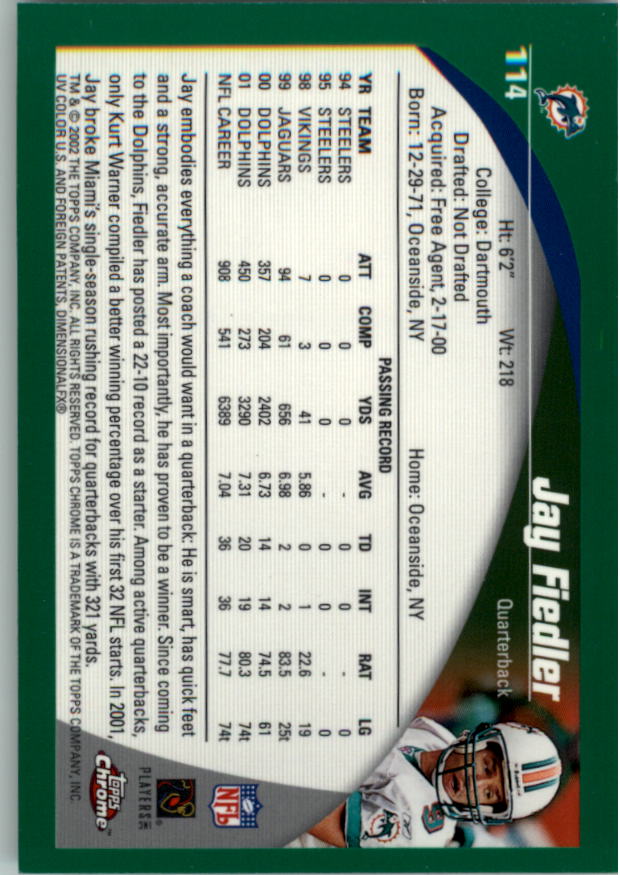 114
Jay Fiedler
Quarterback
Ht: 6'2" Wt: 218
College: Dartmouth
Drafted: Not Drafted
Acquired: Free Agent, 2-17-00
Born: 12-29-71, Oceanside, NY Home: Oceanside, NY
PASSING RECORD
YR TEAM ATT COMP YDS AVG TD INT RAT LG
94 STEELERS 0 0 0 - 0 0 - 0
95 STEELERS 0 0 0 - 0 0 - 0
98 VIKINGS 7 3 41 5.86 0 1 22.6 19
99 JAGUARS 94 61 656 6.98 2 2 83.5 25t
00 DOLPHINS 357 204 2402 6.73 14 14 74.5 61
01 DOLPHINS 450 273 3290 7.31 20 19 80.3 74t
NFL CAREER 908 541 6389 7.04 36 36 77.7 74t
Jay embodies everything a coach would want in a quarterback: He is smart, has quick feet
and a strong, accurate arm. Most importantly, he has proven to be a winner. Since coming
to the Dolphins, Fiedler has posted a 22-10 record as a starter. Among active quarterbacks,
only Kurt Warner compiled a better winning percentage over his first 32 NFL starts. In 2001,
Jay broke Miami's single-season rushing record for quarterbacks with 321 yards.
TM & © 2002 THE TOPPS COMPANY, INC. ALL RIGHTS RESERVED. TOPPS CHROME IS A TRADEMARK OF THE TOPPS COMPANY, INC.
UV COLOR U.S. AND FOREIGN PATENTS, DIMENSIONALFX®
NFL
PLAYERS INC
Topps
Chrome™
9